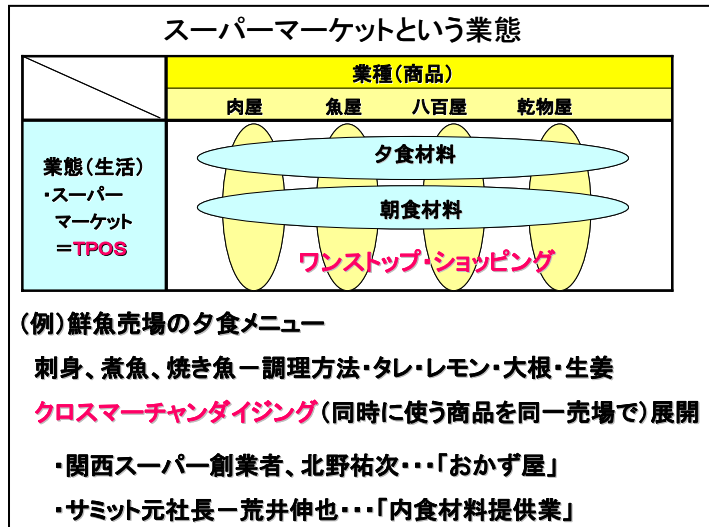 スーパーマーケットという業態
業種（商品）
肉屋 魚屋 八百屋 乾物屋
業態（生活）
・スーパー
マーケット
＝TPOS
夕食材料
朝食材料
ワンストップ・ショッピング
（例）鮮魚売場の夕食メニュー
刺身、煮魚、焼き魚－調理方法・タレ・レモン・大根・生姜
クロスマーチャンダイジング（同時に使う商品を同一売場で）展開
・関西スーパー創業者、北野祐次・・・「おかず屋」
・サミット元社長－荒井伸也・・・「内食材料提供業」